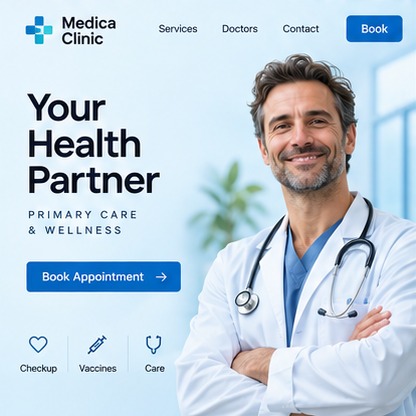 Medica
Clinic
Services
Doctors
Contact
Book
Your
Health
Partner
PRIMARY CARE
& WELLNESS
Book Appointment →
Checkup
Vaccines
Care